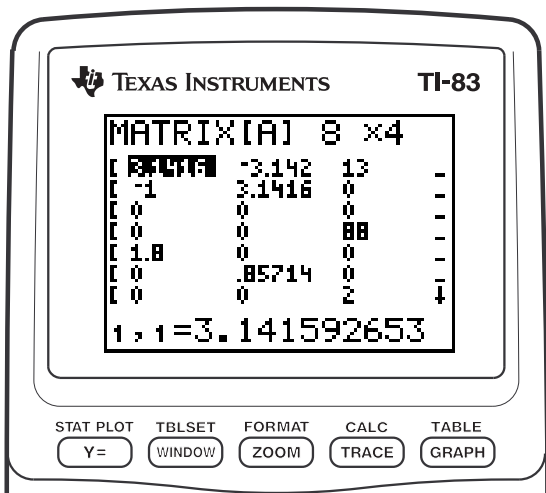 TEXAS INSTRUMENTS TI-83
MATRIX[A] 8 ×4
[ 3.1416 -3.142 13 _
[ -1 3.1416 0 _
[ 0 0 0 _
[ 0 0 88 _
[ 1.8 0 0 _
[ 0 .85714 0 _
[ 0 0 2 ↓
1,1=3.141592653
STAT PLOT TBLSET FORMAT CALC TABLE
Y= WINDOW ZOOM TRACE GRAPH